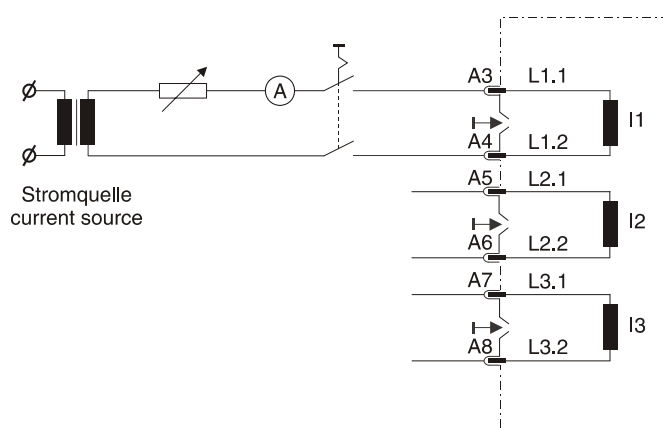 A3 L1.1
A
I1
A4 L1.2
Stromquelle
current source
A5 L2.1
I2
A6 L2.2
A7 L3.1
I3
A8 L3.2